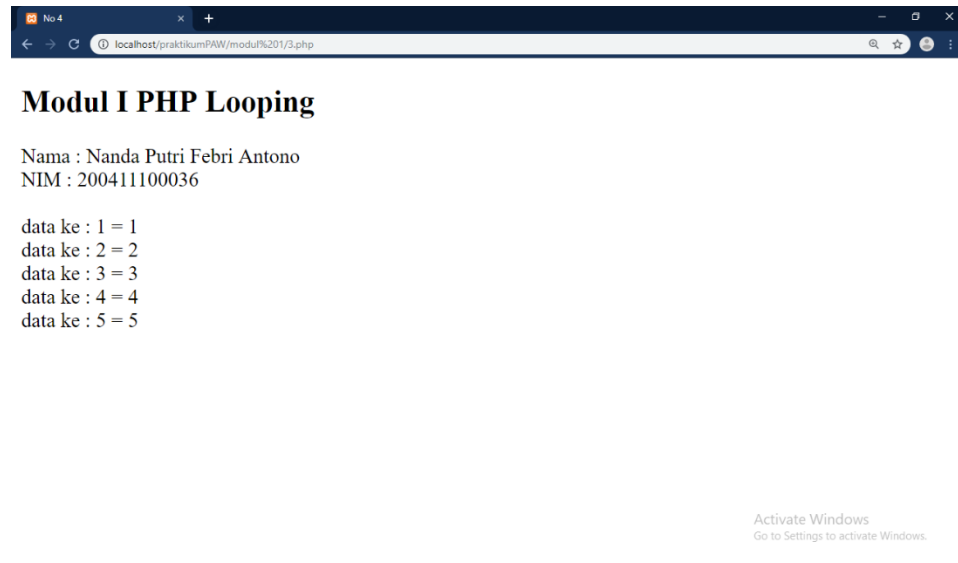 No 4
localhost/praktikumPAW/modul%201/3.php
Modul I PHP Looping
Nama : Nanda Putri Febri Antono
NIM : 200411100036
data ke : 1 = 1
data ke : 2 = 2
data ke : 3 = 3
data ke : 4 = 4
data ke : 5 = 5
Activate Windows
Go to Settings to activate Windows.